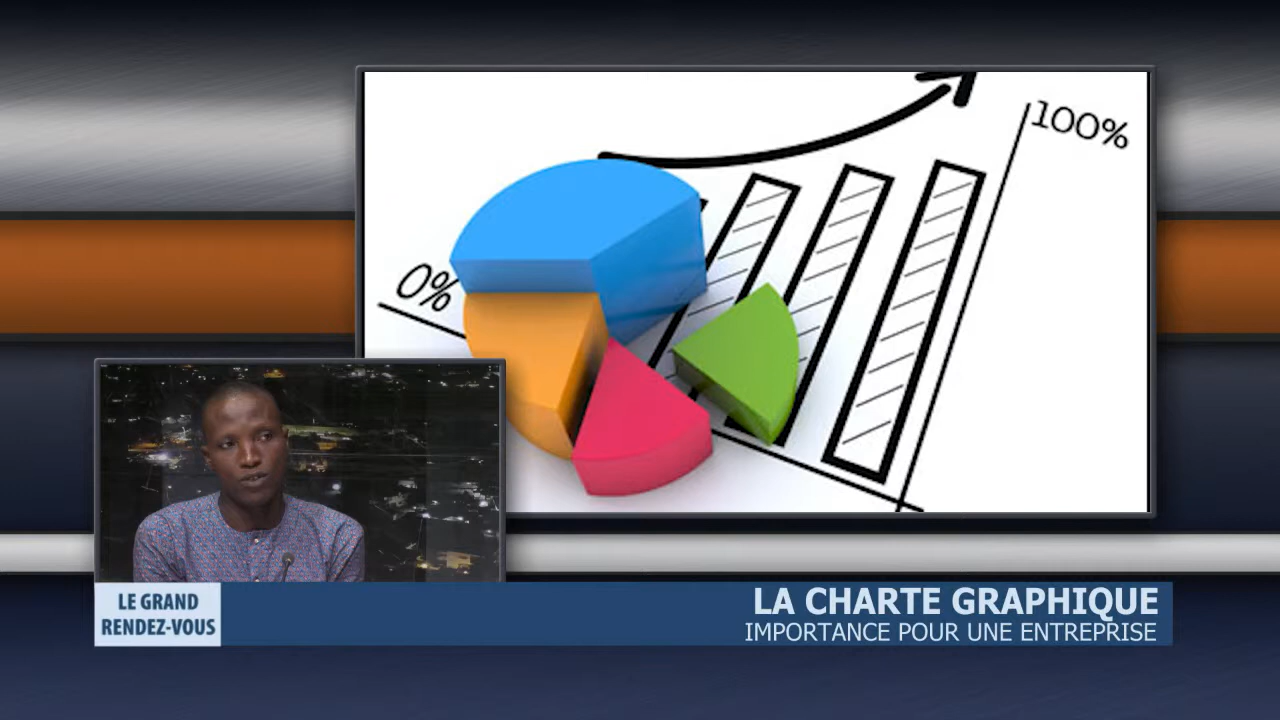 100%
0%
LE GRAND
RENDEZ-VOUS
LA CHARTE GRAPHIQUE
IMPORTANCE POUR UNE ENTREPRISE